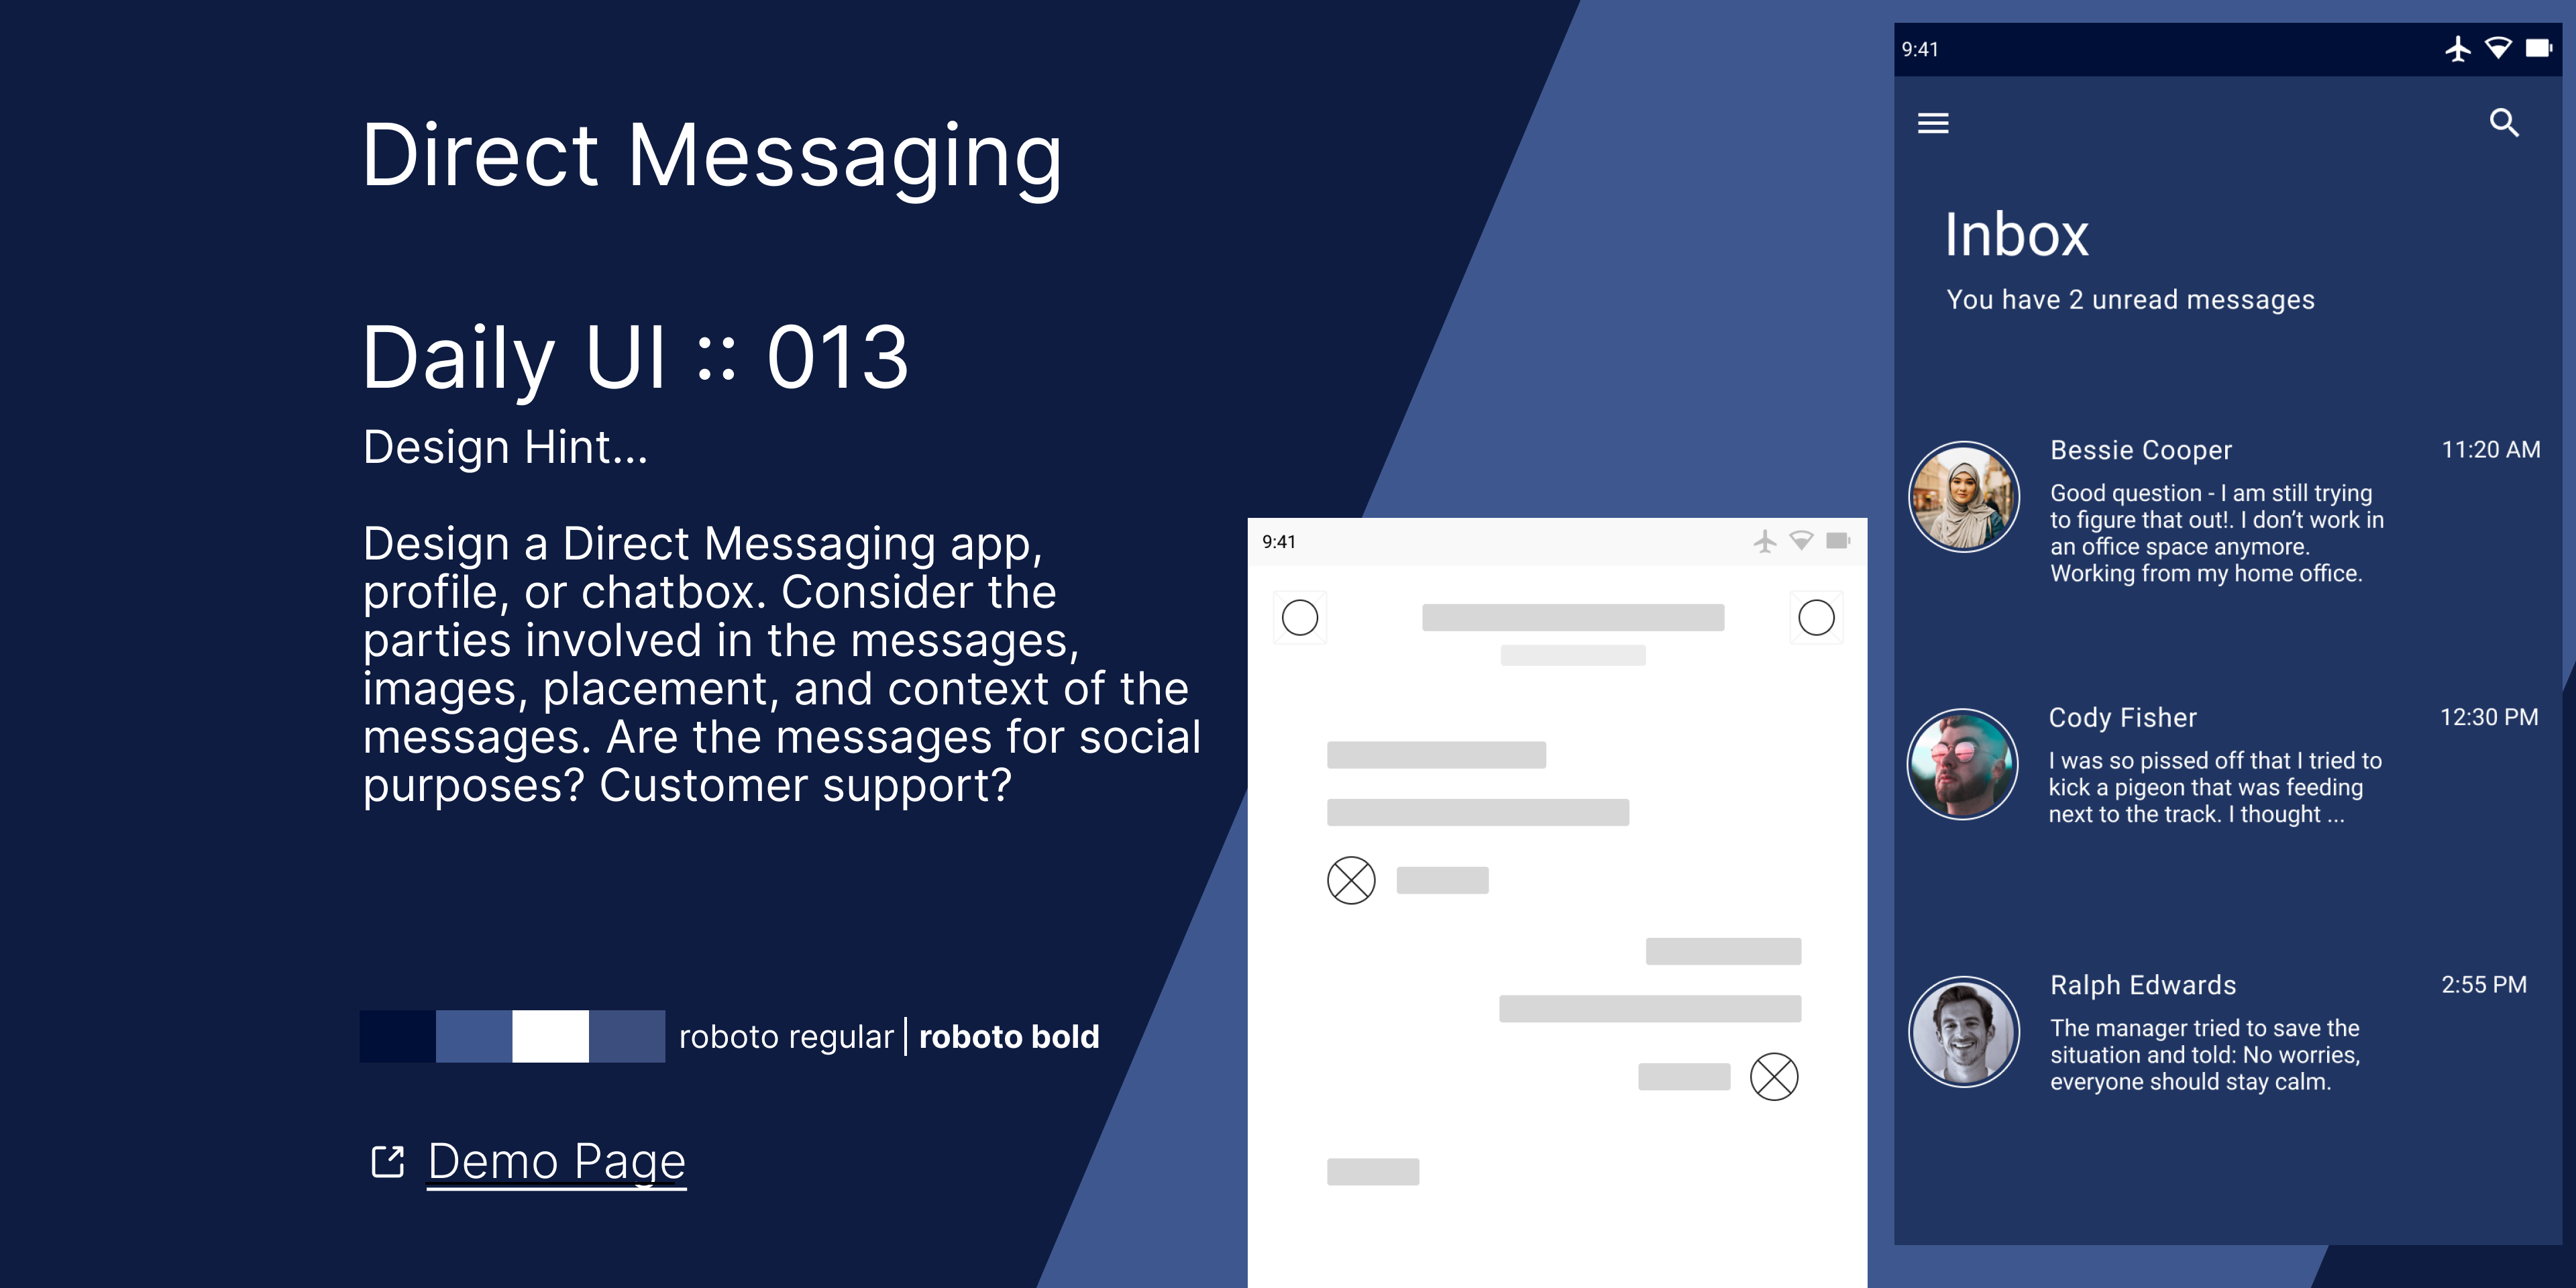 Direct Messaging
Daily UI :: 013
Design Hint...
Design a Direct Messaging app,
profile, or chatbox. Consider the
parties involved in the messages,
images, placement, and context of the
messages. Are the messages for social
purposes? Customer support?
roboto regular | roboto bold
Demo Page
9:41
9:41
Inbox
You have 2 unread messages
Bessie Cooper
11:20 AM
Good question - I am still trying
to figure that out!. I don’t work in
an office space anymore.
Working from my home office.
Cody Fisher
12:30 PM
I was so pissed off that I tried to
kick a pigeon that was feeding
next to the track. I thought ...
Ralph Edwards
2:55 PM
The manager tried to save the
situation and told: No worries,
everyone should stay calm.